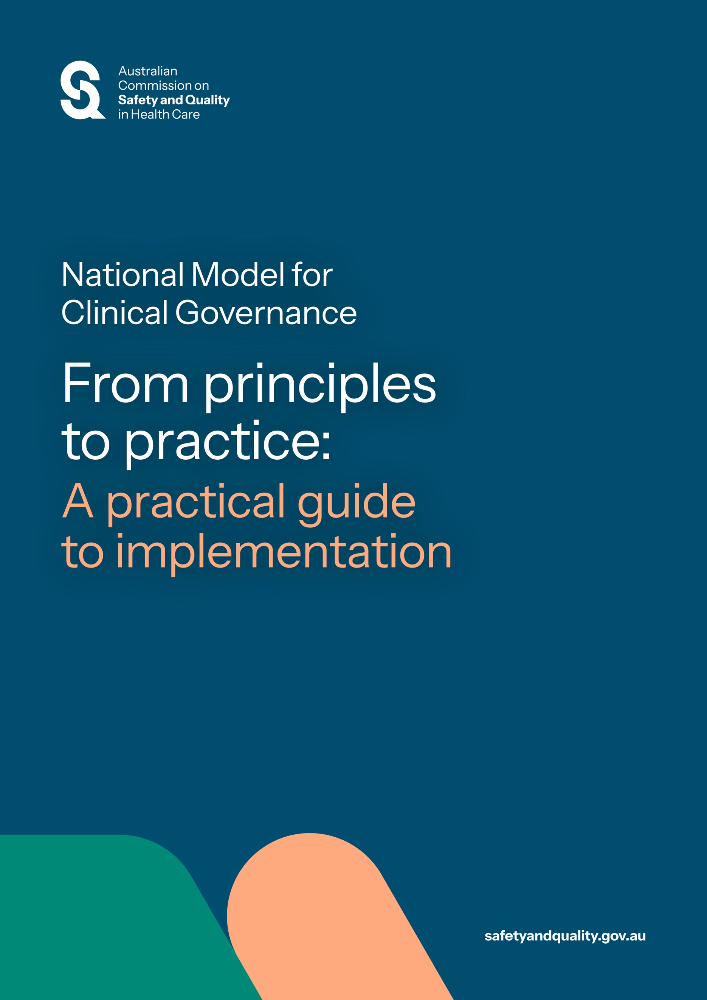 Australian
Commission on
Safety and Quality
in Health Care
National Model for
Clinical Governance
From principles
to practice:
A practical guide
to implementation
safetyandquality.gov.au